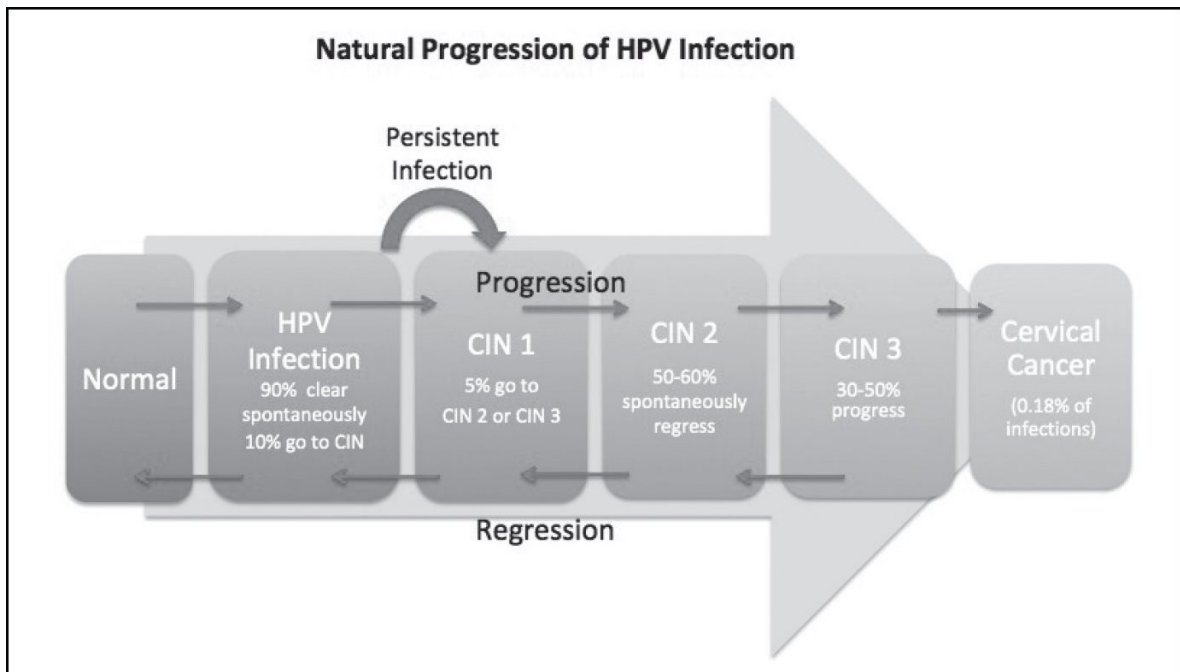 Natural Progression of HPV Infection
Persistent
Infection
Progression
Normal
HPV
Infection
90% clear
spontaneously
10% go to CIN
CIN 1
5% go to
CIN 2 or CIN 3
CIN 2
50-60%
spontaneously
regress
CIN 3
30-50%
progress
Cervical
Cancer
(0.18% of
infections)
Regression